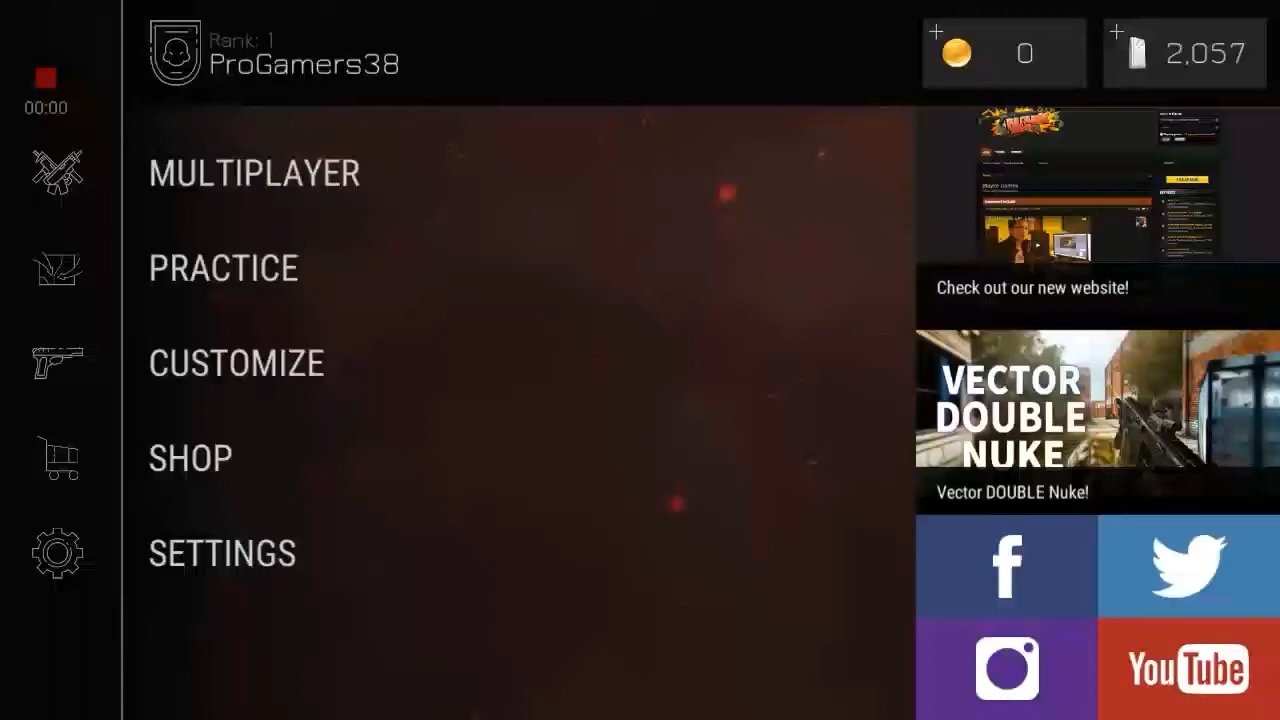 Rank: 1
ProGamers38
0
2,057
00:00
MULTIPLAYER
PRACTICE
CUSTOMIZE
SHOP
SETTINGS
Check out our new website!
VECTOR
DOUBLE
NUKE
Vector DOUBLE Nuke!
f
YouTube